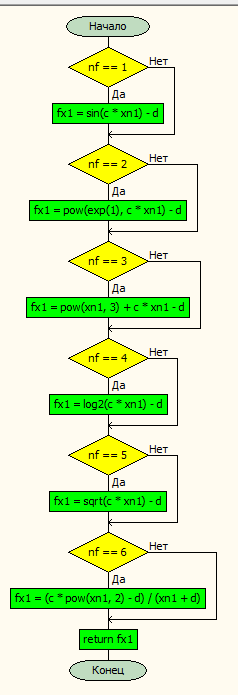 Начало
nf == 1
Нет
Да
fx1 = sin(c * xn1) - d
nf == 2
Нет
Да
fx1 = pow(exp(1), c * xn1) - d
nf == 3
Нет
Да
fx1 = pow(xn1, 3) + c * xn1 - d
nf == 4
Нет
Да
fx1 = log2(c * xn1) - d
nf == 5
Нет
Да
fx1 = sqrt(c * xn1) - d
nf == 6
Нет
Да
fx1 = (c * pow(xn1, 2) - d) / (xn1 + d)
return fx1
Конец